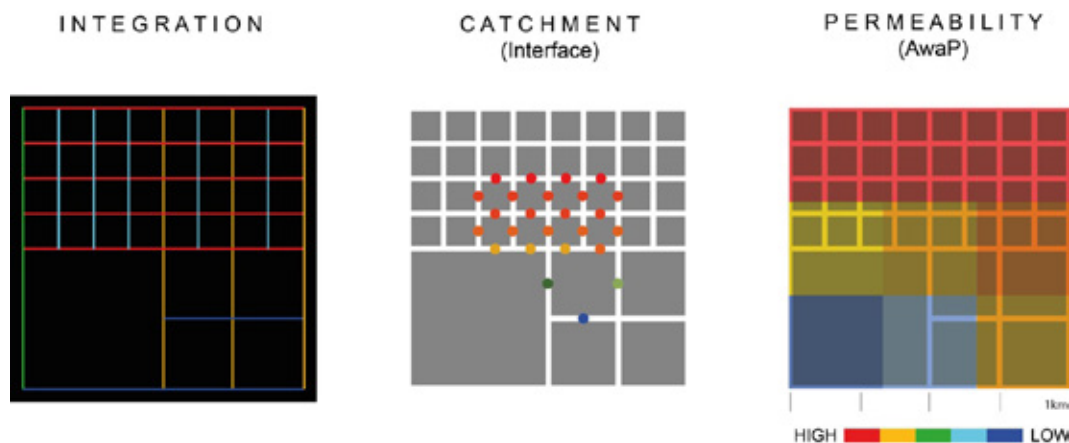 INTEGRATION
CATCHMENT
(Interface)
PERMEABILITY
(AwaP)
1km
HIGH
LOW